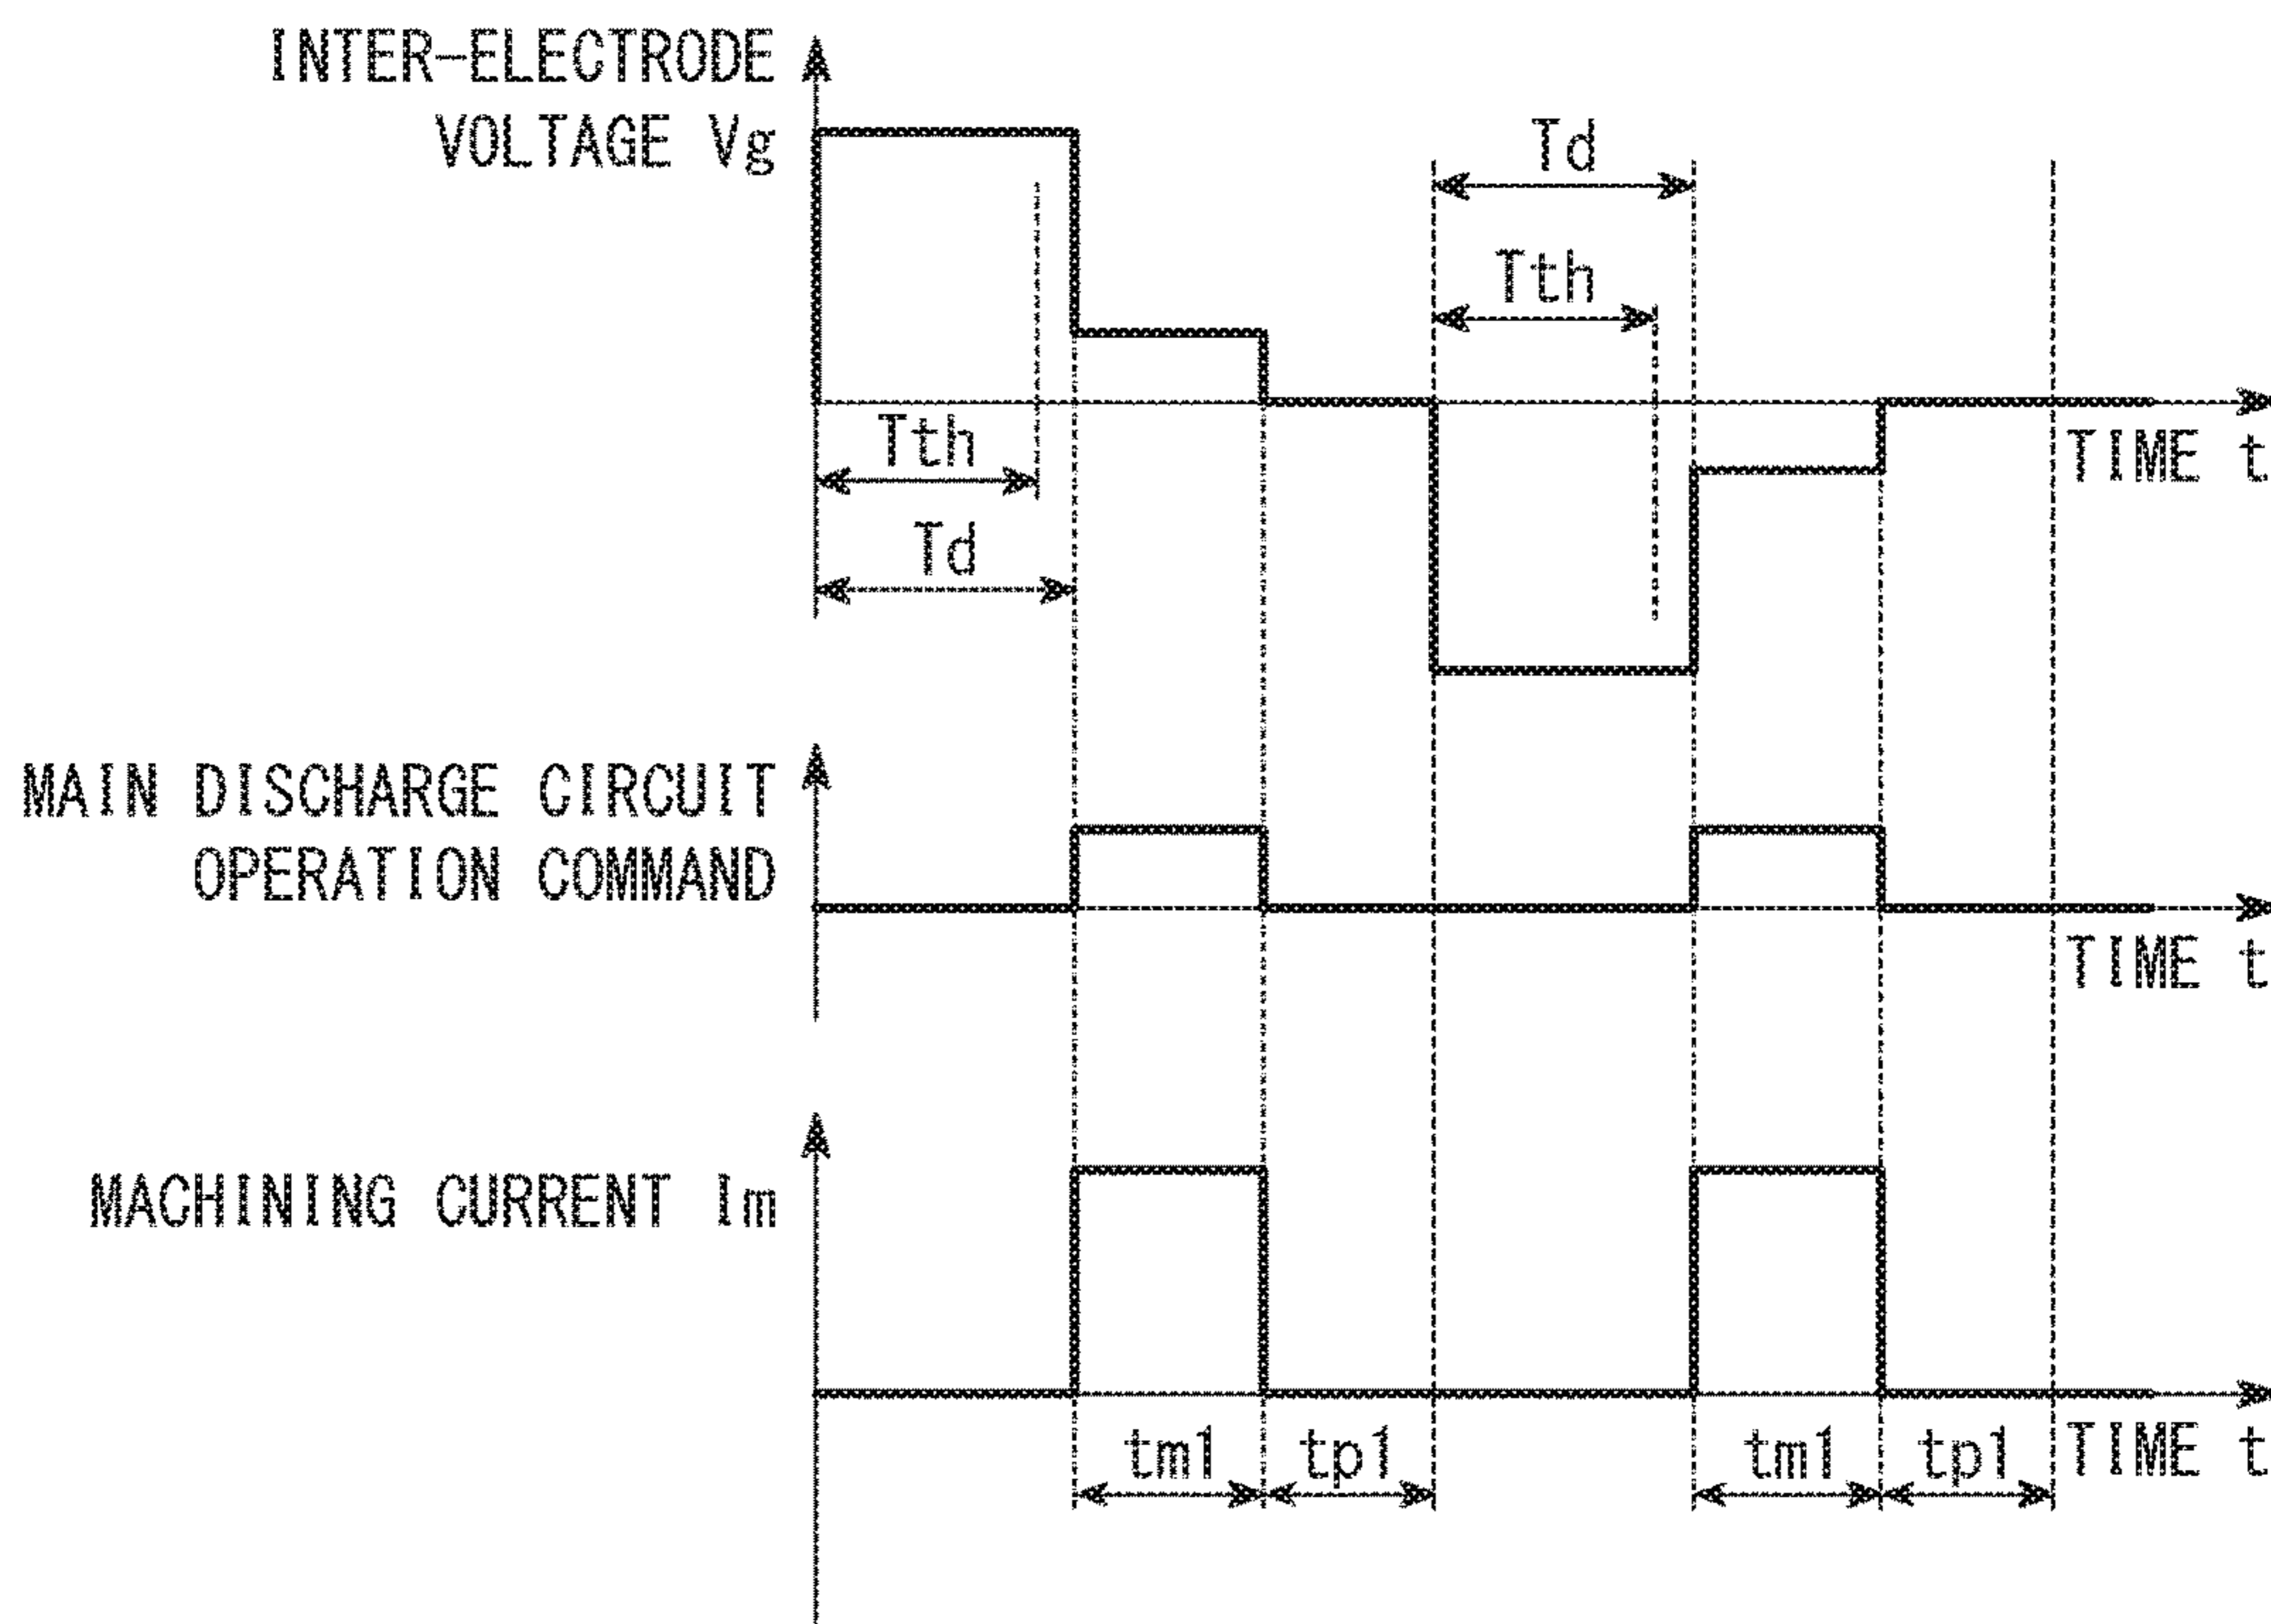 INTER-ELECTRODE
VOLTAGE Vg
Td
Tth
Tth
Td
TIME t
MAIN DISCHARGE CIRCUIT
OPERATION COMMAND
TIME t
MACHINING CURRENT Im
tm1
tp1
tm1
tp1
TIME t